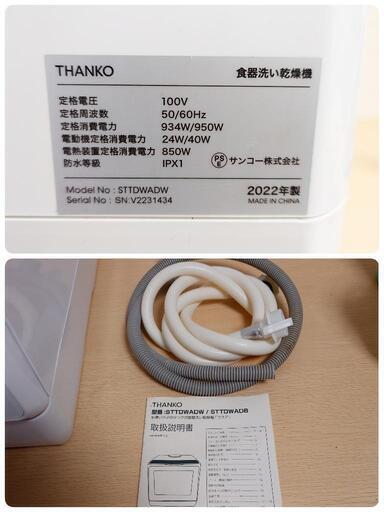 THANKO 食器洗い乾燥機
定格電圧 100V
定格周波数 50/60Hz
定格消費電力 934W/950W
電動機定格消費電力 24W/40W
電熱装置定格消費電力 850W
防水等級 IPX1 PSE サンコー株式会社
Model No : STTDWADW 2022年製
Serial No : SN:V2231434 MADE IN CHINA
THANKO
型番:STTDWADW / STTDWADB
取扱説明書